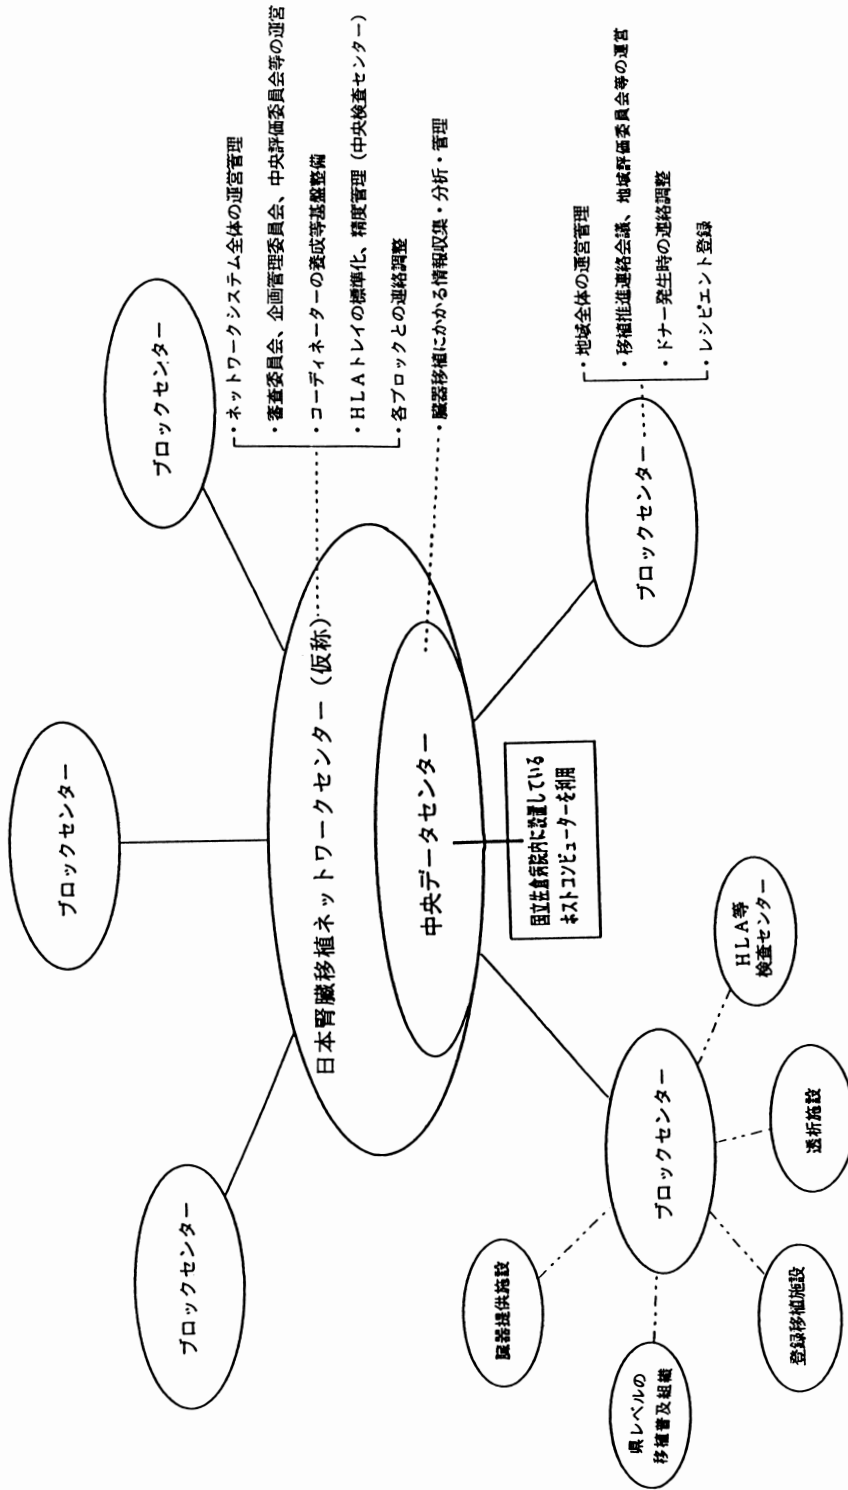 ブロックセンター
ブロックセンター
ブロックセンター
日本腎臓移植ネットワークセンター（仮称）
・ネットワークシステム全体の運営管理
・審査委員会、企画管理委員会、中央評価委員会等の運営
・コーディネーターの養成等基盤整備
・HLAトレイの標準化、精度管理（中央検査センター）
・各ブロックとの連絡調整
中央データセンター
・臓器移植にかかる情報収集・分析・管理
国立佐倉病院内に設置している
ホストコンピューターを利用
ブロックセンター
・地域全体の運営管理
・移植推進連絡会議、地域評価委員会等の運営
・ドナー発生時の連絡調整
・レシピエント登録
ブロックセンター
臓器提供施設
県レベルの
移植普及組織
登録移植施設
透析施設
HLA等
検査センター